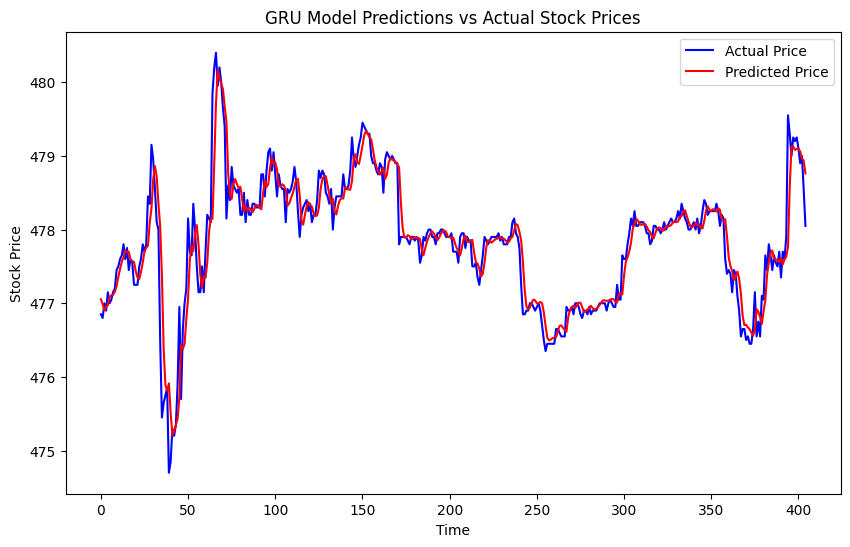 GRU Model Predictions vs Actual Stock Prices
Actual Price
Predicted Price
480
479
478
477
476
475
Stock Price
0 50 100 150 200 250 300 350 400
Time